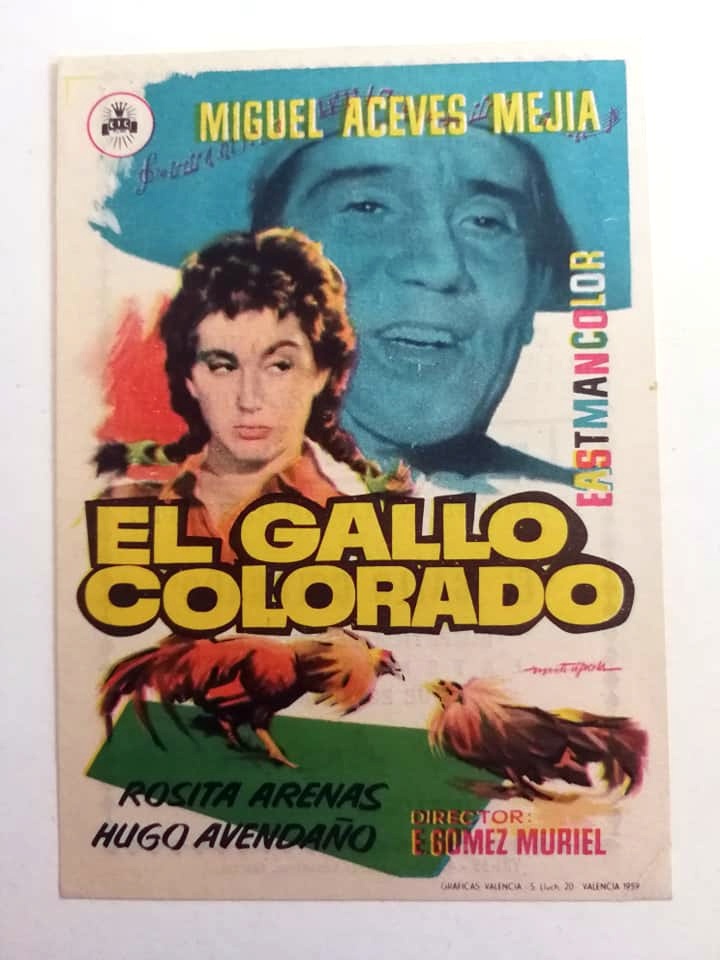 MIGUEL ACEVES MEJIA
EASTMANCOLOR
EL GALLO
COLORADO
ROSITA ARENAS
HUGO AVENDAÑO
DIRECTOR:
E. GOMEZ MURIEL
GRAFICAS VALENCIA - S. Lluch, 20 - VALENCIA 1959